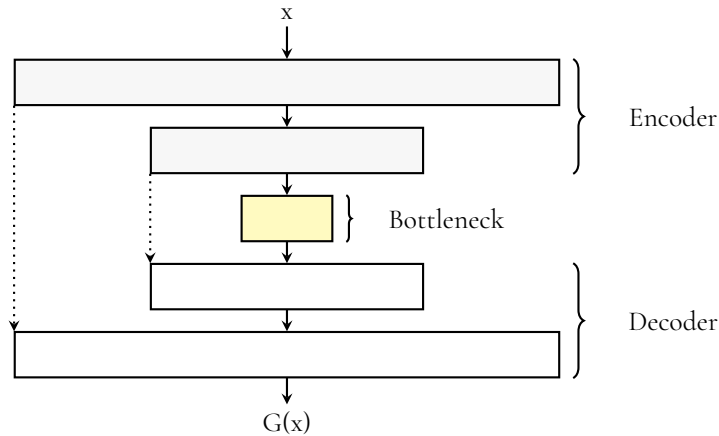 x
Encoder
Bottleneck
Decoder
G(x)